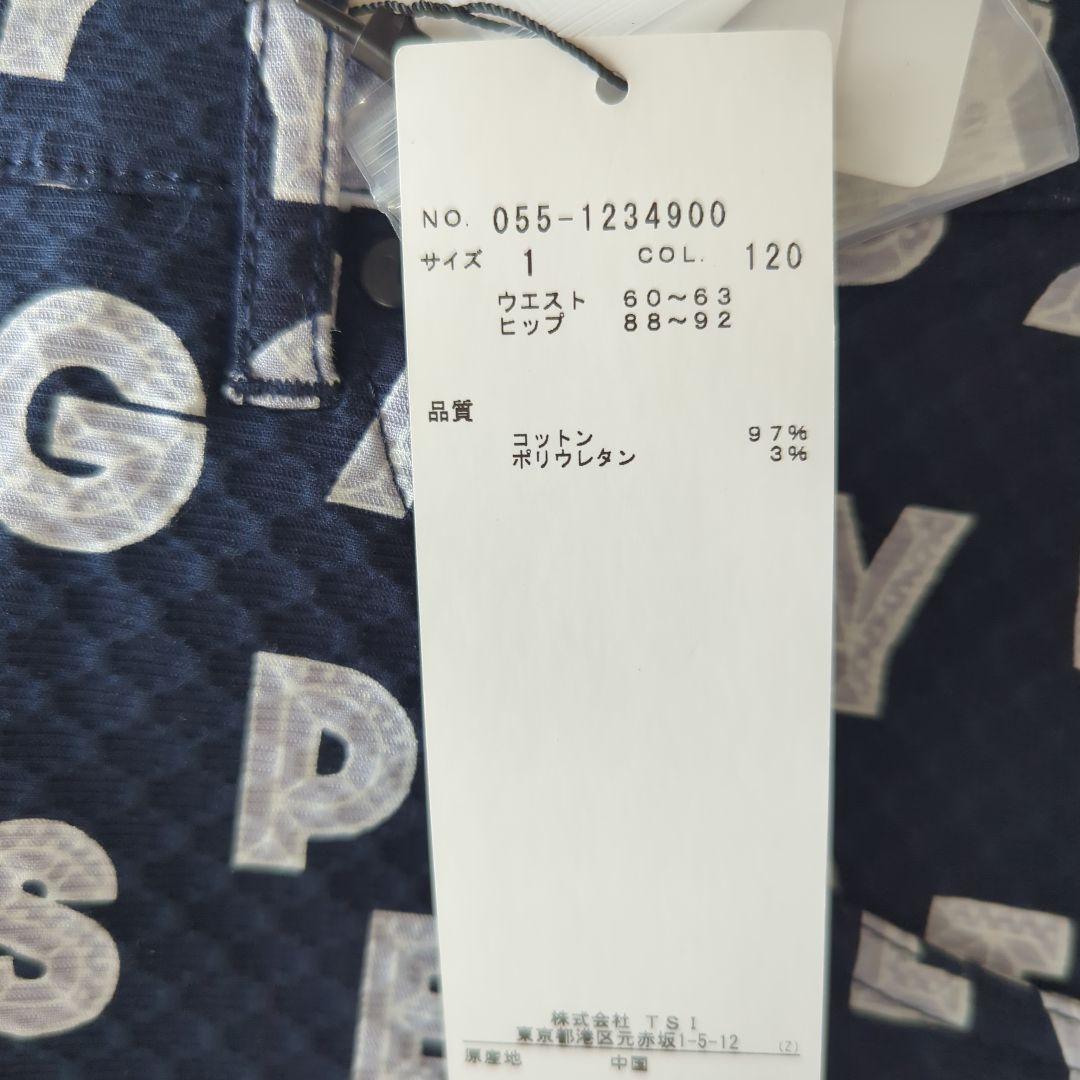 NO. 055-1234900
サイズ 1 COL. 120
ウエスト 60～63
ヒップ 88～92
品質
コットン 97%
ポリウレタン 3%
株式会社 TSI
東京都港区元赤坂1-5-12 (Z)
原産地 中国
G
Y
P
S
E